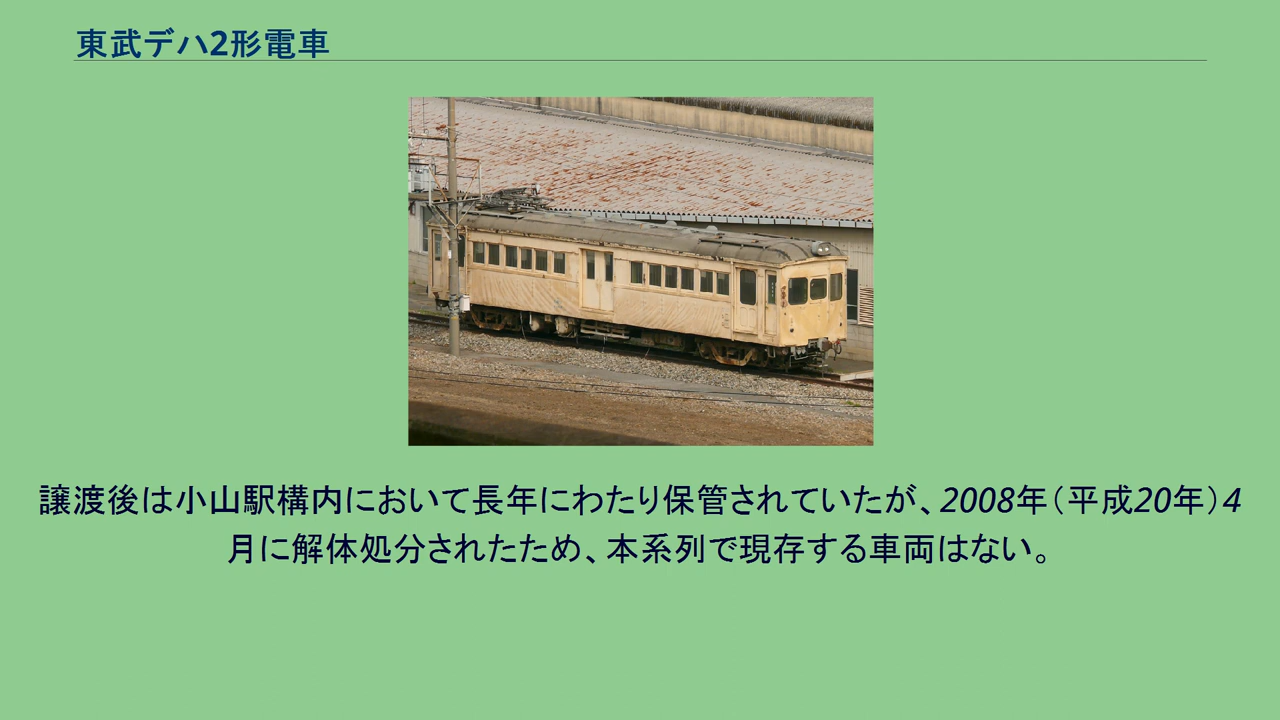 東武デハ2形電車
譲渡後は小山駅構内において長年にわたり保管されていたが、2008年（平成20年）4
月に解体処分されたため、本系列で現存する車両はない。